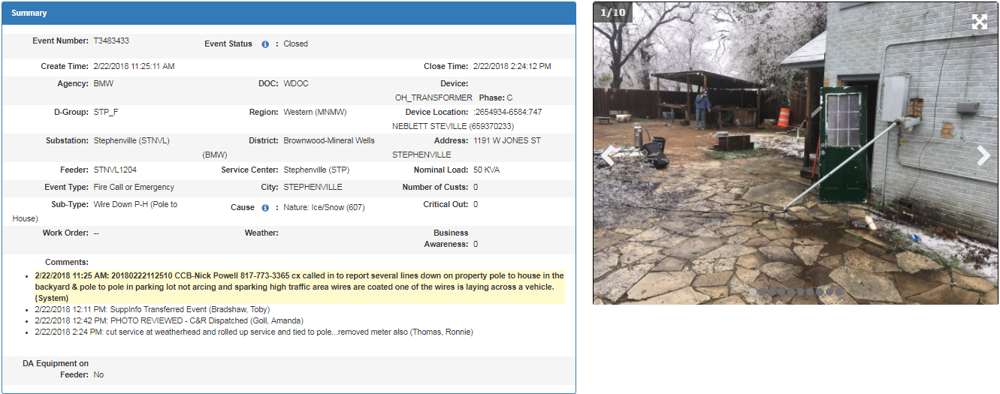 Summary
1/10
Event Number: T3483433
Event Status : Closed
Create Time: 2/22/2018 11:25:11 AM
Close Time: 2/22/2018 2:24:12 PM
Agency: BMW
DOC: WDOC
Device:
OH_TRANSFORMER Phase: C
D-Group: STP_F
Region: Western (MNMW)
Device Location: :2654934-6584:747
NEBLETT STEVILLE (659370233)
Substation: Stephenville (STNVL)
District: Brownwood-Mineral Wells
(BMW)
Address: 1191 W JONES ST
STEPHENVILLE
Feeder: STNVL1204
Service Center: Stephenville (STP)
Nominal Load: 50 KVA
Event Type: Fire Call or Emergency
City: STEPHENVILLE
Number of Custs: 0
Sub-Type: Wire Down P-H (Pole to
House)
Cause : Nature: Ice/Snow (607)
Critical Out: 0
Work Order: --
Weather:
Business
Awareness: 0
Comments:
2/22/2018 11:25 AM: 20180222112510 CCB-Nick Powell 817-773-3365 cx called in to report several lines down on property pole to house in the
backyard & pole to pole in parking lot not arcing and sparking high traffic area wires are coated one of the wires is laying across a vehicle.
(System)
2/22/2018 12:11 PM: SuppInfo Transferred Event (Bradshaw, Toby)
2/22/2018 12:42 PM: PHOTO REVIEWED - C&R Dispatched (Goll, Amanda)
2/22/2018 2:24 PM: cut service at weatherhead and rolled up service and tied to pole...removed meter also (Thomas, Ronnie)
DA Equipment on
Feeder: No